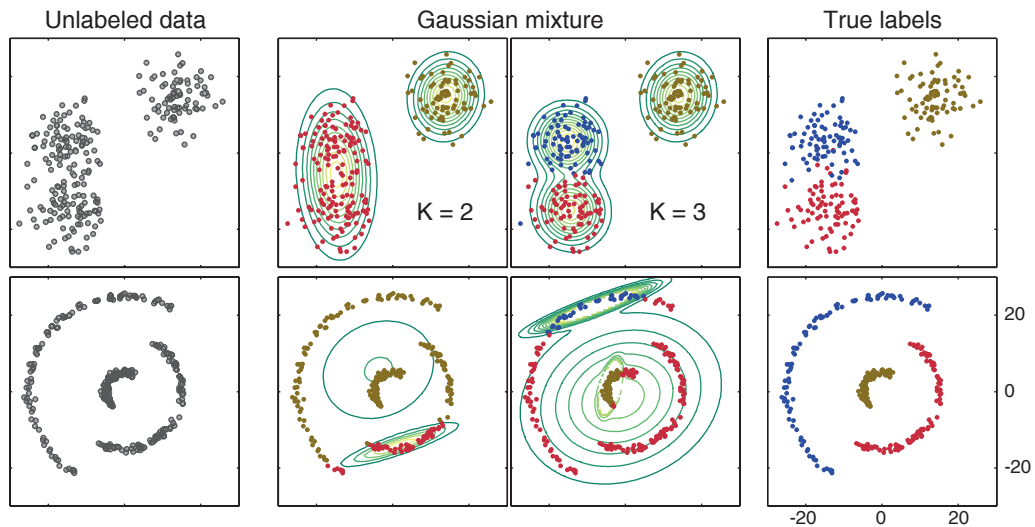 Unlabeled data
Gaussian mixture
True labels
K = 2
K = 3
20
0
-20
-20
0
20